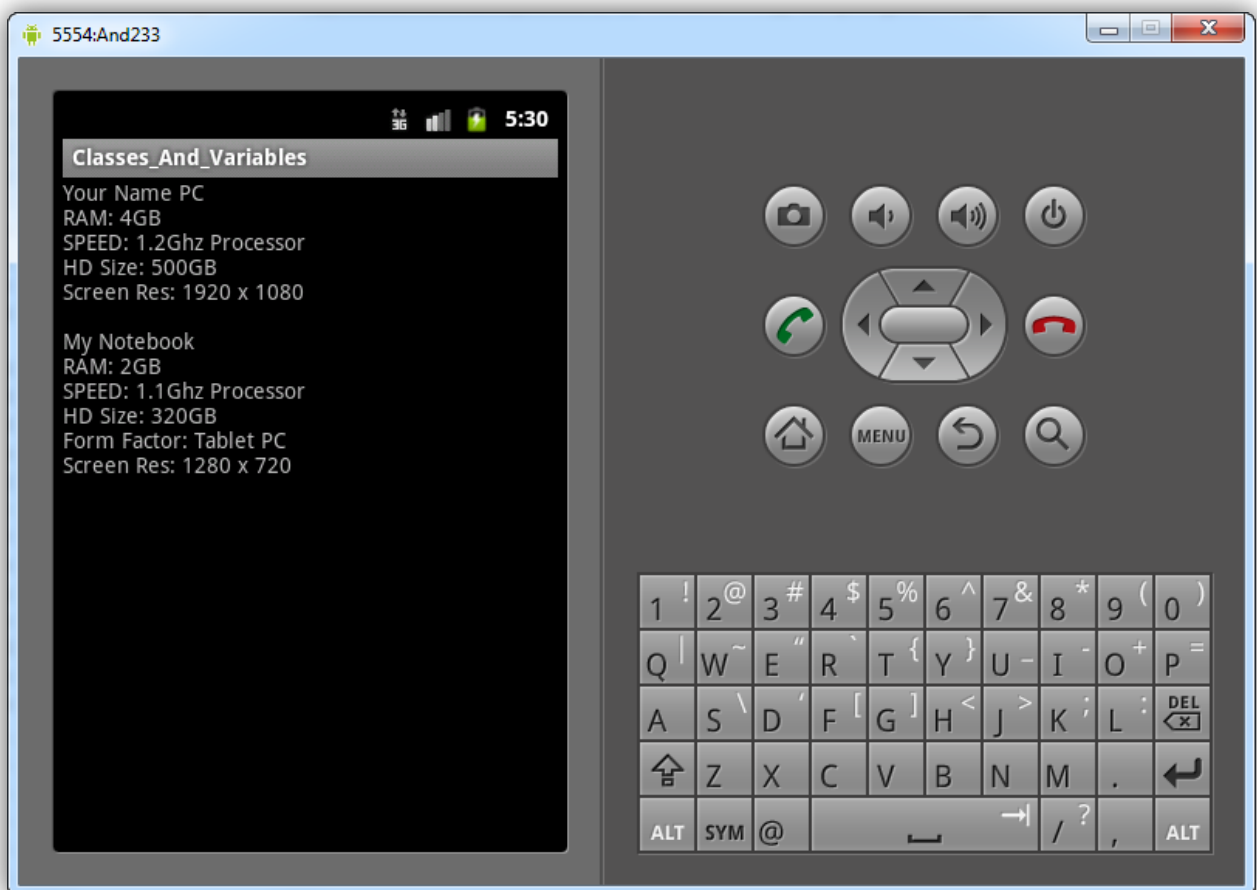 5554:And233
3G 5:30
Classes_And_Variables
Your Name PC
RAM: 4GB
SPEED: 1.2Ghz Processor
HD Size: 500GB
Screen Res: 1920 x 1080
My Notebook
RAM: 2GB
SPEED: 1.1Ghz Processor
HD Size: 320GB
Form Factor: Tablet PC
Screen Res: 1280 x 720
MENU
1 ! 2 @ 3 # 4 $ 5 % 6 ^ 7 & 8 * 9 ( 0 )
Q | W ~ E “ R ` T { Y } U _ I - O + P =
A S \ D ‘ F [ G ] H < J > K ; L : DEL
Z X C V B N M .
ALT SYM @ / ? , ALT